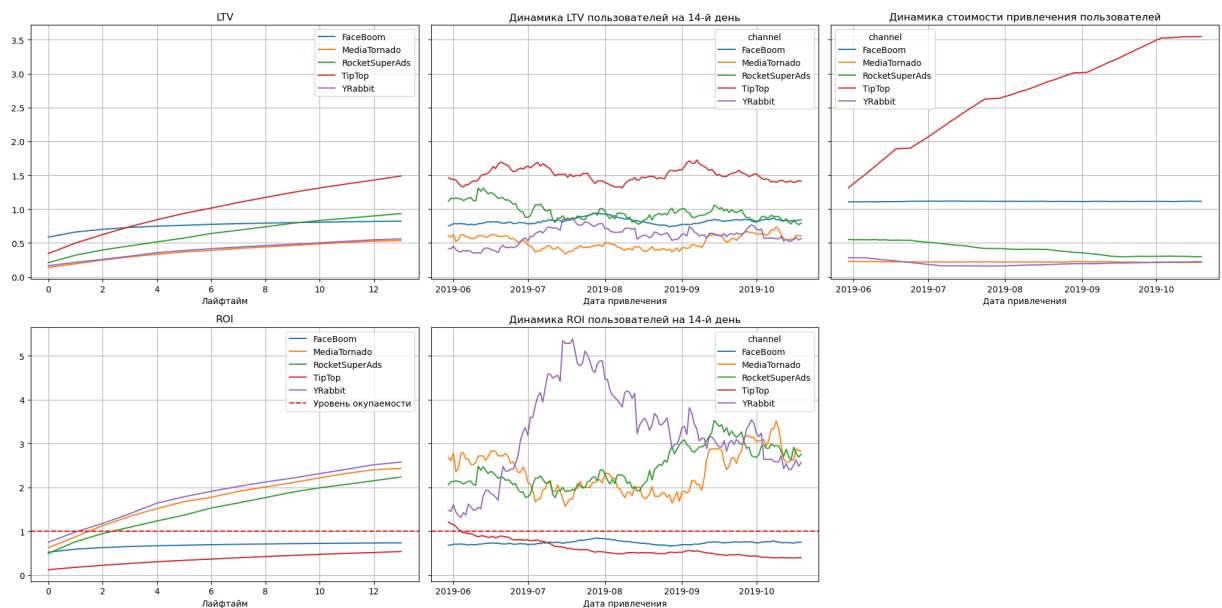 LTV
FaceBoom
MediaTornado
RocketSuperAds
TipTop
YRabbit
3.5
3.0
2.5
2.0
1.5
1.0
0.5
0.0
0
2
4
6
8
10
12
Лайфтайм
Динамика LTV пользователей на 14-й день
channel
FaceBoom
MediaTornado
RocketSuperAds
TipTop
YRabbit
2019-06
2019-07
2019-08
2019-09
2019-10
Дата привлечения
Динамика стоимости привлечения пользователей
channel
FaceBoom
MediaTornado
RocketSuperAds
TipTop
YRabbit
2019-06
2019-07
2019-08
2019-09
2019-10
Дата привлечения
ROI
FaceBoom
MediaTornado
RocketSuperAds
TipTop
YRabbit
Уровень окупаемости
5
4
3
2
1
0
0
2
4
6
8
10
12
Лайфтайм
Динамика ROI пользователей на 14-й день
channel
FaceBoom
MediaTornado
RocketSuperAds
TipTop
YRabbit
2019-06
2019-07
2019-08
2019-09
2019-10
Дата привлечения